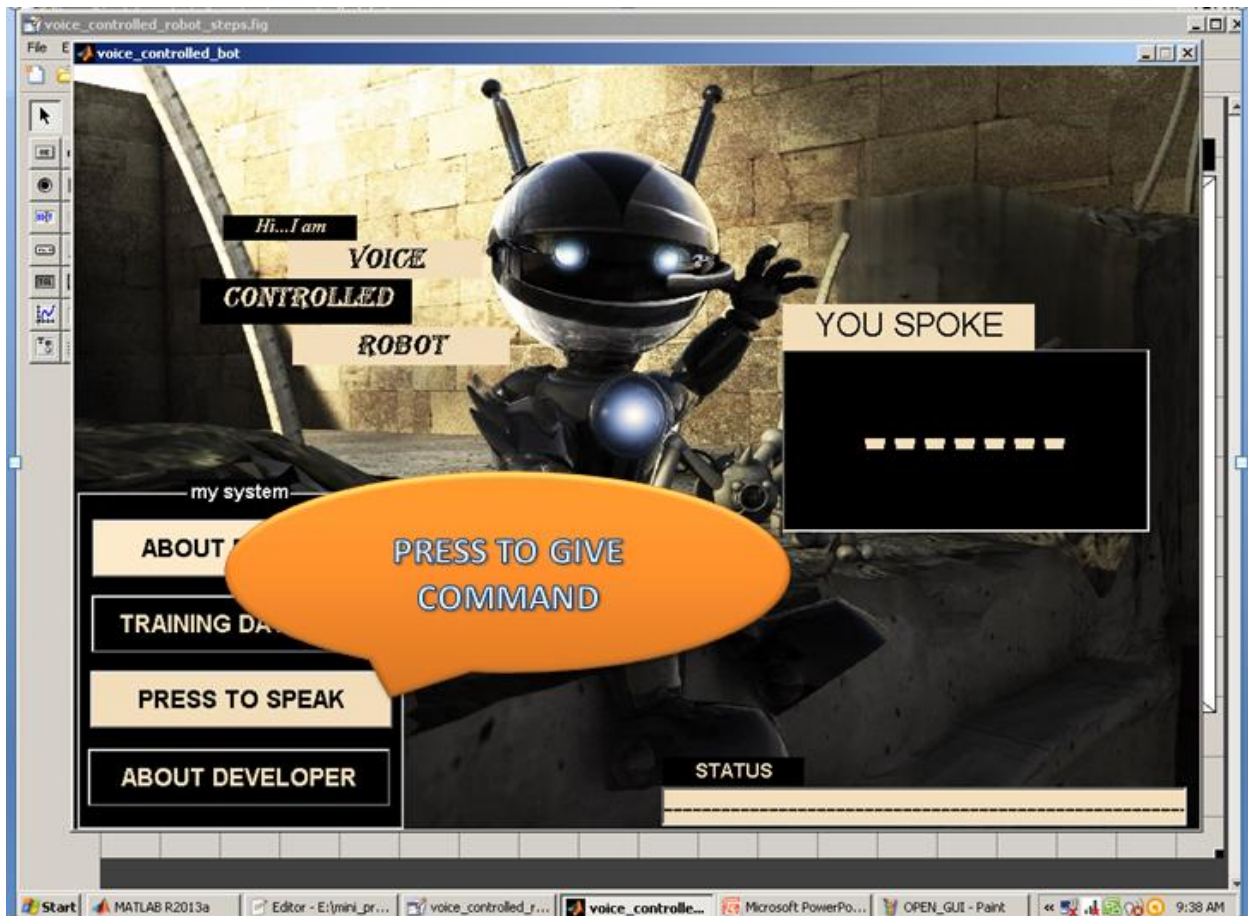 voice_controlled_robot_steps.fig
File
voice_controlled_bot
Hi...I am
VOICE
CONTROLLED
ROBOT
YOU SPOKE
-------
my system
ABOUT
PRESS TO GIVE
COMMAND
TRAINING
PRESS TO SPEAK
ABOUT DEVELOPER
STATUS
Start
MATLAB R2013a
Editor - E:\mini_pr...
voice_controlled_r...
voice_controlle...
Microsoft PowerPo...
OPEN_GUI - Paint
9:38 AM